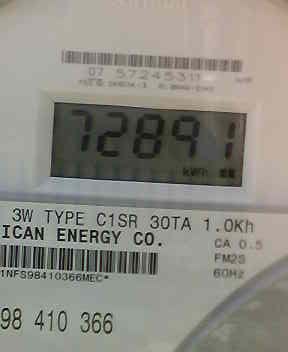 07 57245311
72891
kWh
3W TYPE C1SR 30TA 1.0Kh
ICAN ENERGY CO.
CA 0.5
FM2S
60Hz
1NFS98410366MEC*
98 410 366